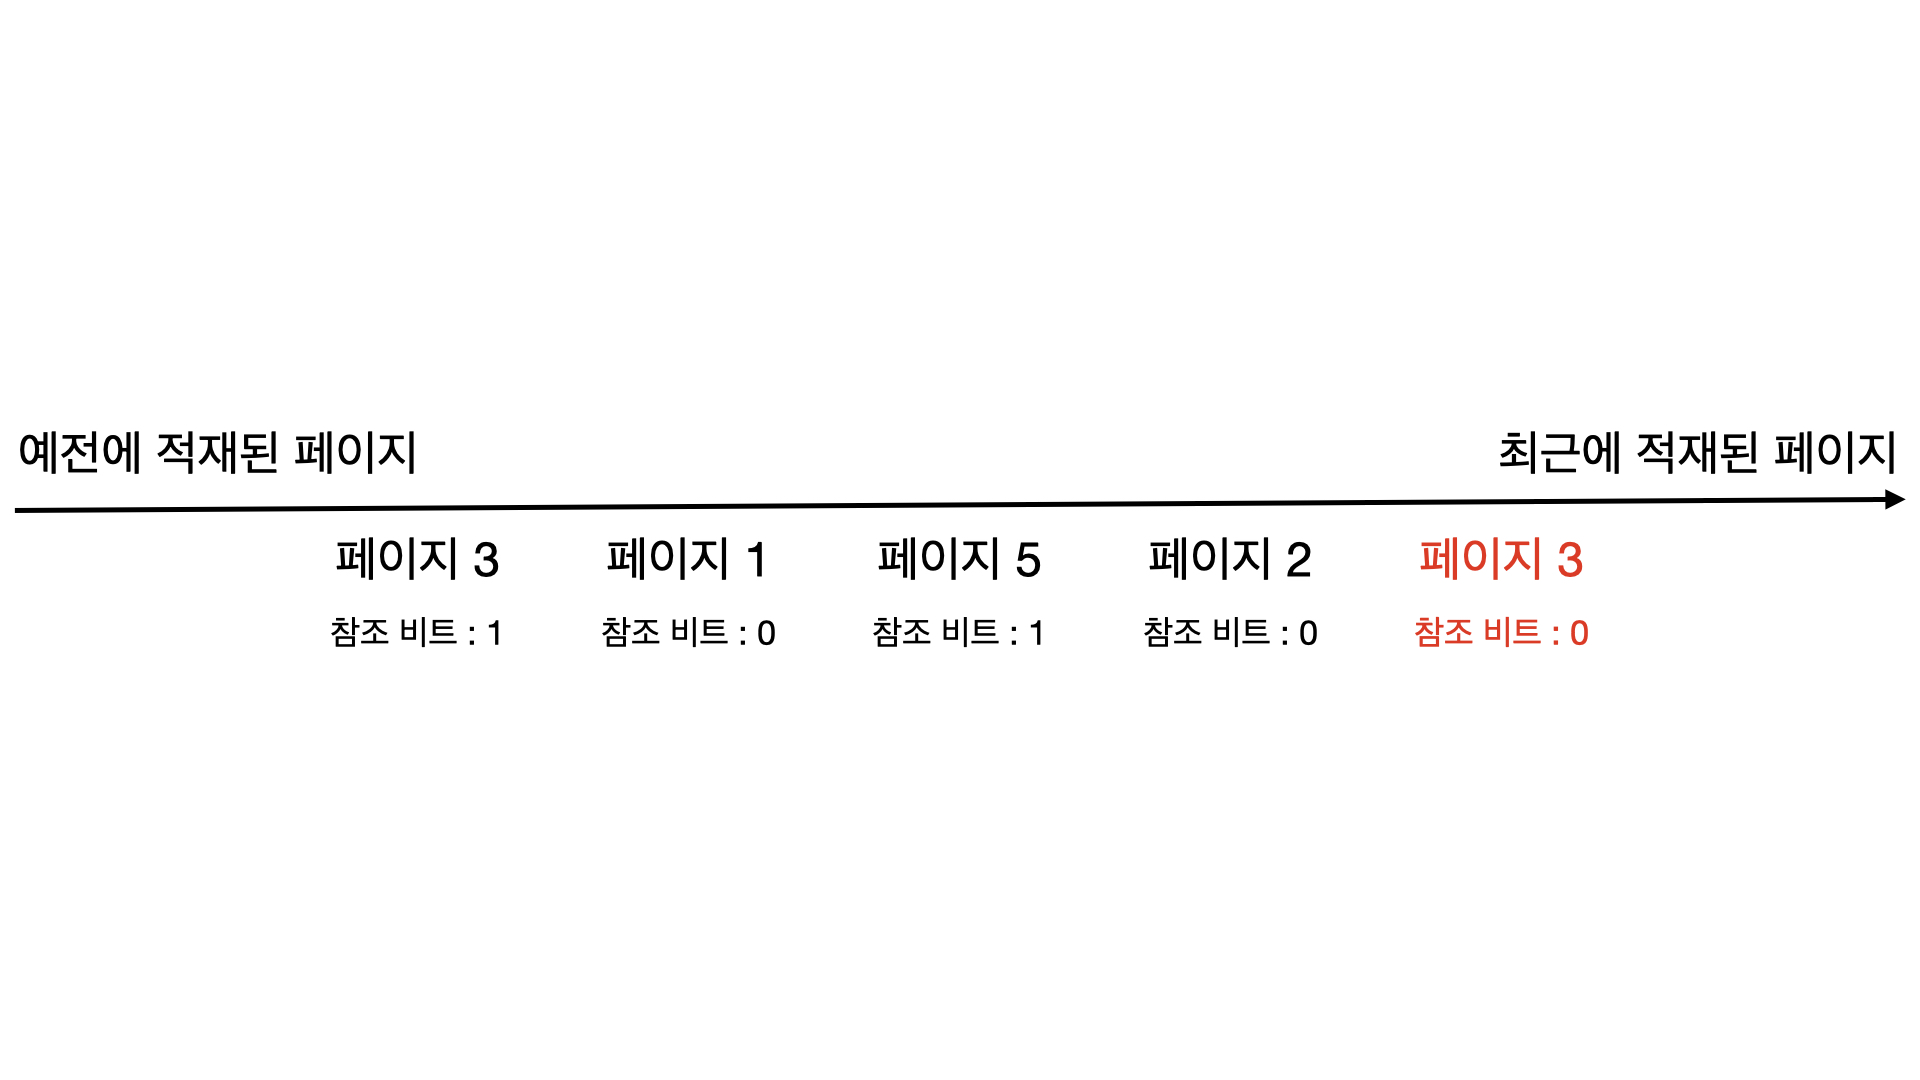 예전에 적재된 페이지 최근에 적재된 페이지
페이지 3 페이지 1 페이지 5 페이지 2 페이지 3
참조 비트 : 1 참조 비트 : 0 참조 비트 : 1 참조 비트 : 0 참조 비트 : 0